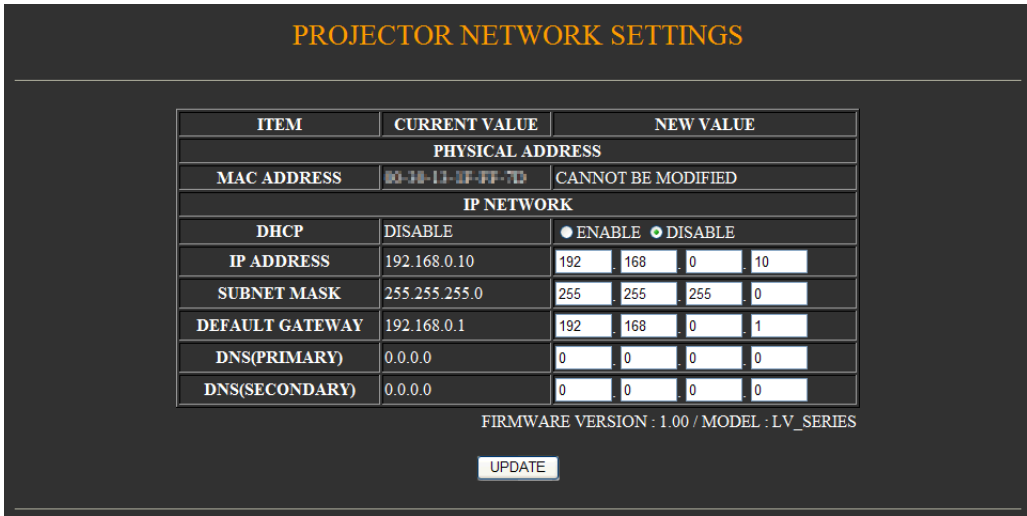 PROJECTOR NETWORK SETTINGS
ITEM CURRENT VALUE NEW VALUE
PHYSICAL ADDRESS
MAC ADDRESS CANNOT BE MODIFIED
IP NETWORK
DHCP DISABLE ENABLE DISABLE
IP ADDRESS 192.168.0.10 192 . 168 . 0 . 10
SUBNET MASK 255.255.255.0 255 . 255 . 255 . 0
DEFAULT GATEWAY 192.168.0.1 192 . 168 . 0 . 1
DNS(PRIMARY) 0.0.0.0 0 . 0 . 0 . 0
DNS(SECONDARY) 0.0.0.0 0 . 0 . 0 . 0
FIRMWARE VERSION : 1.00 / MODEL : LV_SERIES
UPDATE